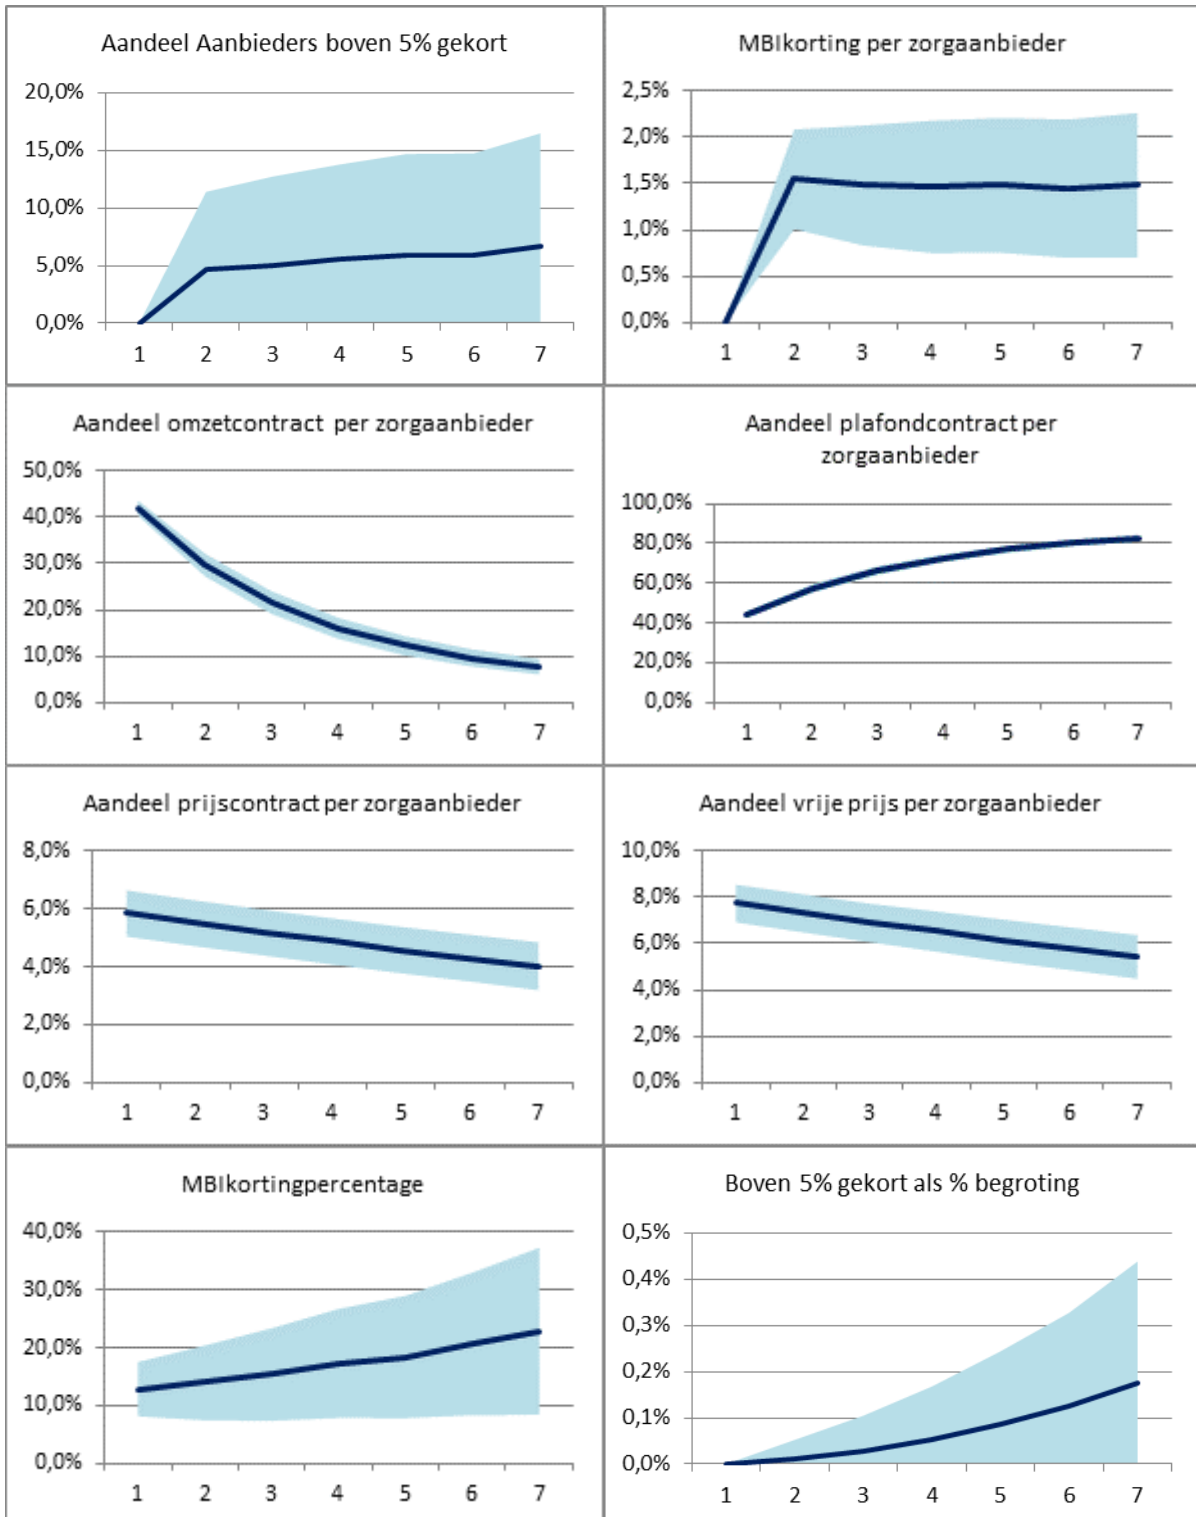 Aandeel Aanbieders boven 5% gekort
20,0%
15,0%
10,0%
5,0%
0,0%
1 2 3 4 5 6 7
MBIkorting per zorgaanbieder
2,5%
2,0%
1,5%
1,0%
0,5%
0,0%
1 2 3 4 5 6 7
Aandeel omzetcontract per zorgaanbieder
50,0%
40,0%
30,0%
20,0%
10,0%
0,0%
1 2 3 4 5 6 7
Aandeel plafondcontract per
zorgaanbieder
100,0%
80,0%
60,0%
40,0%
20,0%
0,0%
1 2 3 4 5 6 7
Aandeel prijscontract per zorgaanbieder
8,0%
6,0%
4,0%
2,0%
0,0%
1 2 3 4 5 6 7
Aandeel vrije prijs per zorgaanbieder
10,0%
8,0%
6,0%
4,0%
2,0%
0,0%
1 2 3 4 5 6 7
MBIkortingpercentage
40,0%
30,0%
20,0%
10,0%
0,0%
1 2 3 4 5 6 7
Boven 5% gekort als % begroting
0,5%
0,4%
0,3%
0,2%
0,1%
0,0%
1 2 3 4 5 6 7